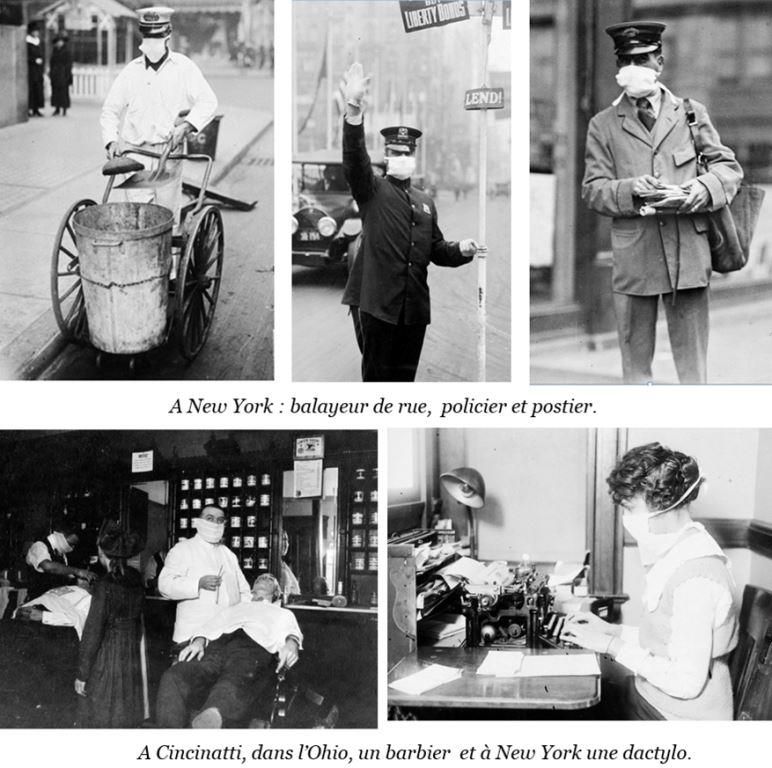 LIBERTY BONDS
LEND!
A New York : balayeur de rue, policier et postier.
A Cincinatti, dans l'Ohio, un barbier et à New York une dactylo.